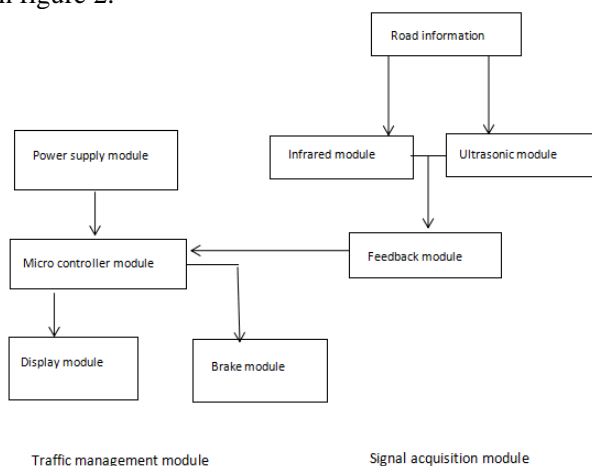 n figure 2.
Road information
Power supply module
Infrared module
Ultrasonic module
Micro controller module
Feedback module
Display module
Brake module
Traffic management module
Signal acquisition module